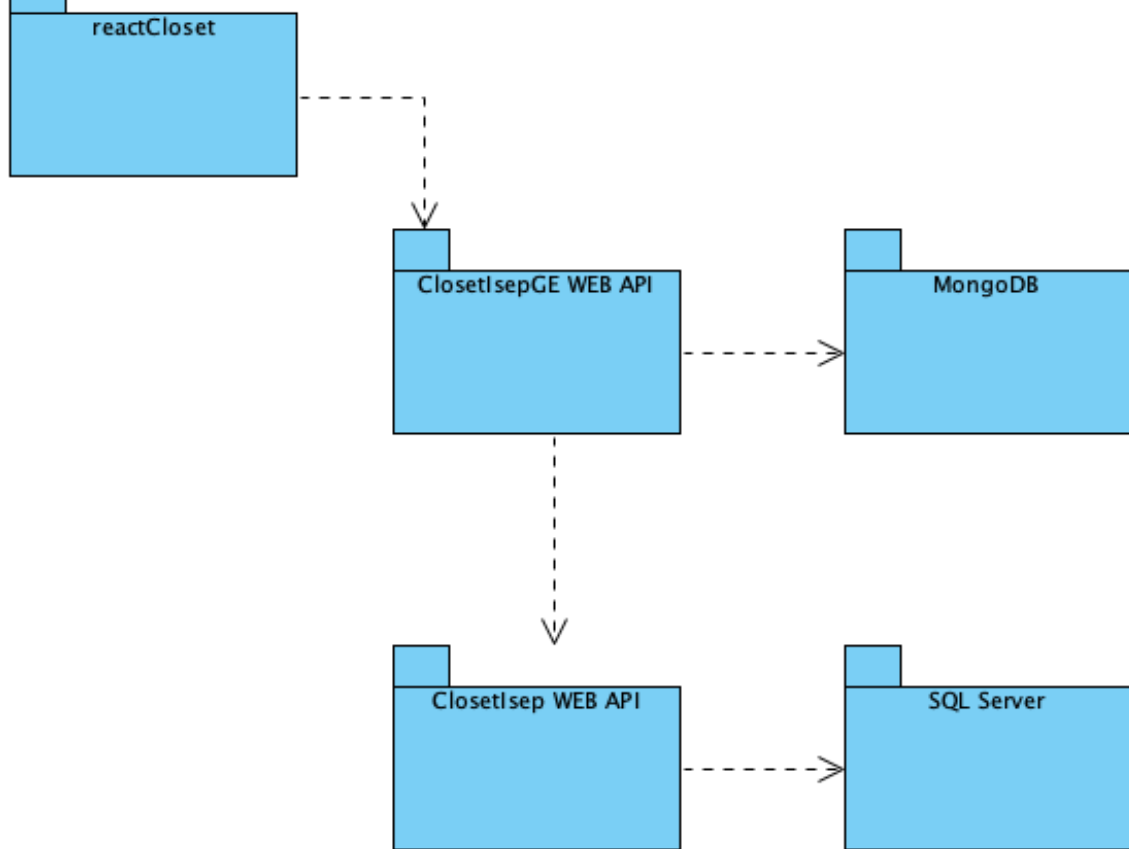 reactCloset
ClosetIsepGE WEB API
MongoDB
ClosetIsep WEB API
SQL Server